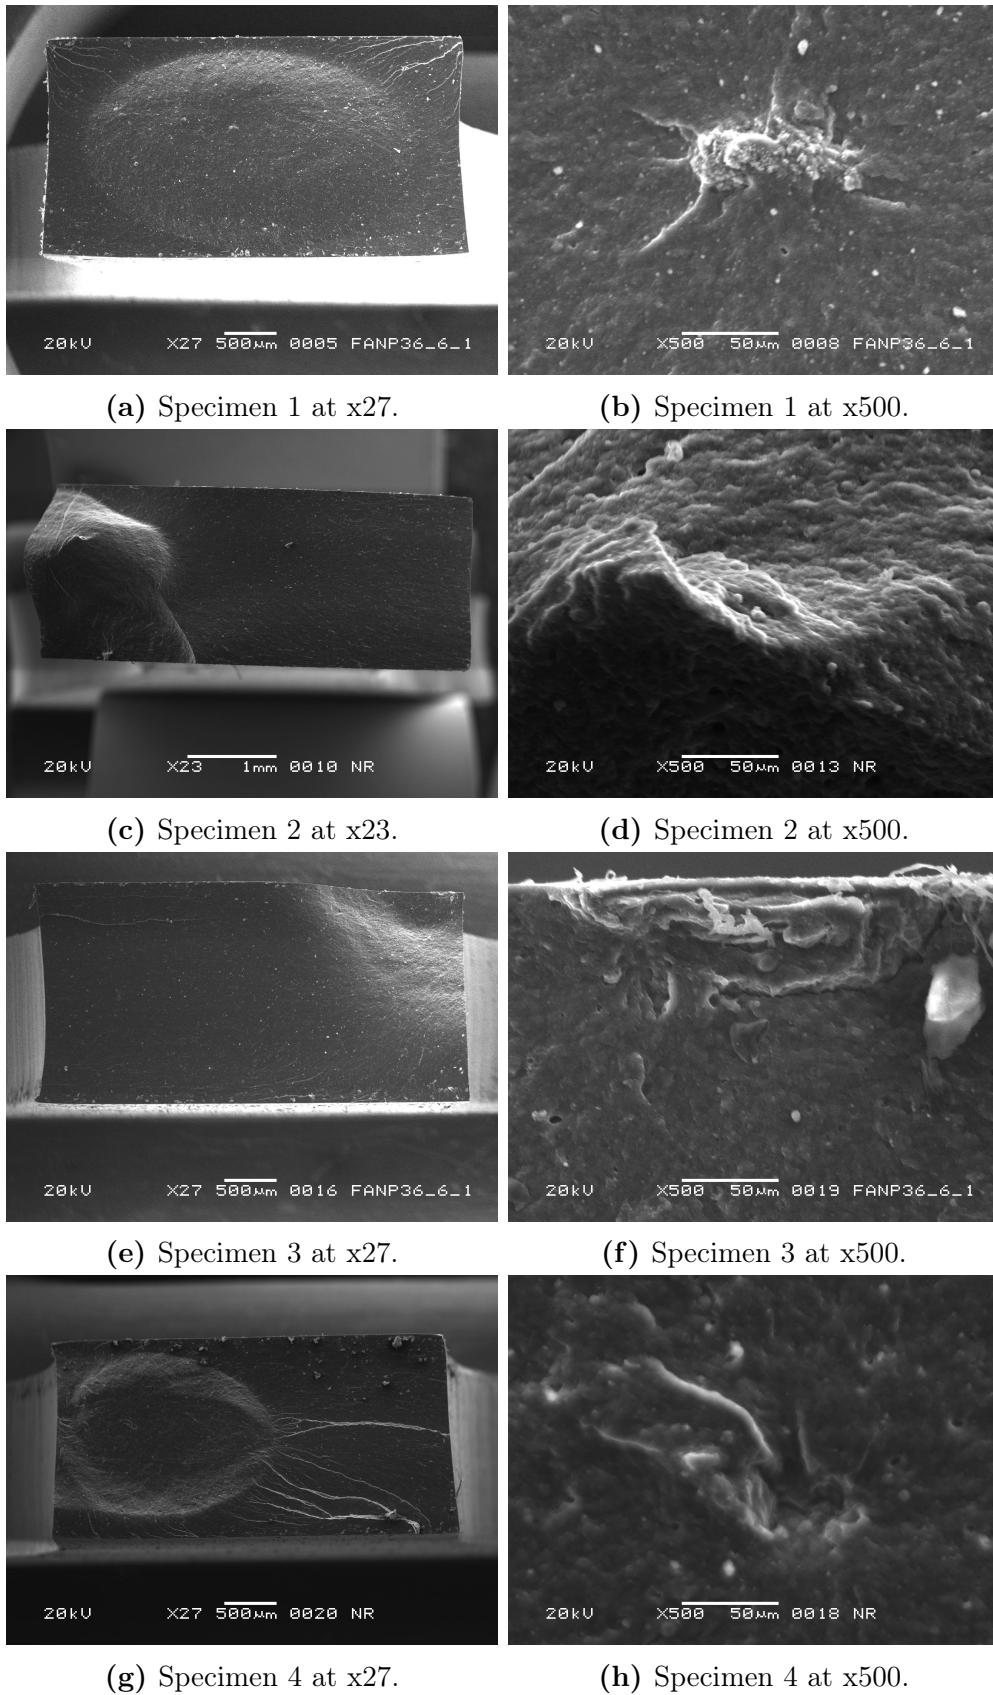 20kV X27 500µm 0005 FANP36_6_1
20kV X500 50µm 0008 FANP36_6_1
(a) Specimen 1 at x27.
(b) Specimen 1 at x500.
20kV X23 1mm 0010 NR
20kV X500 50µm 0013 NR
(c) Specimen 2 at x23.
(d) Specimen 2 at x500.
20kV X27 500µm 0016 FANP36_6_1
20kV X500 50µm 0019 FANP36_6_1
(e) Specimen 3 at x27.
(f) Specimen 3 at x500.
20kV X27 500µm 0020 NR
20kV X500 50µm 0018 NR
(g) Specimen 4 at x27.
(h) Specimen 4 at x500.